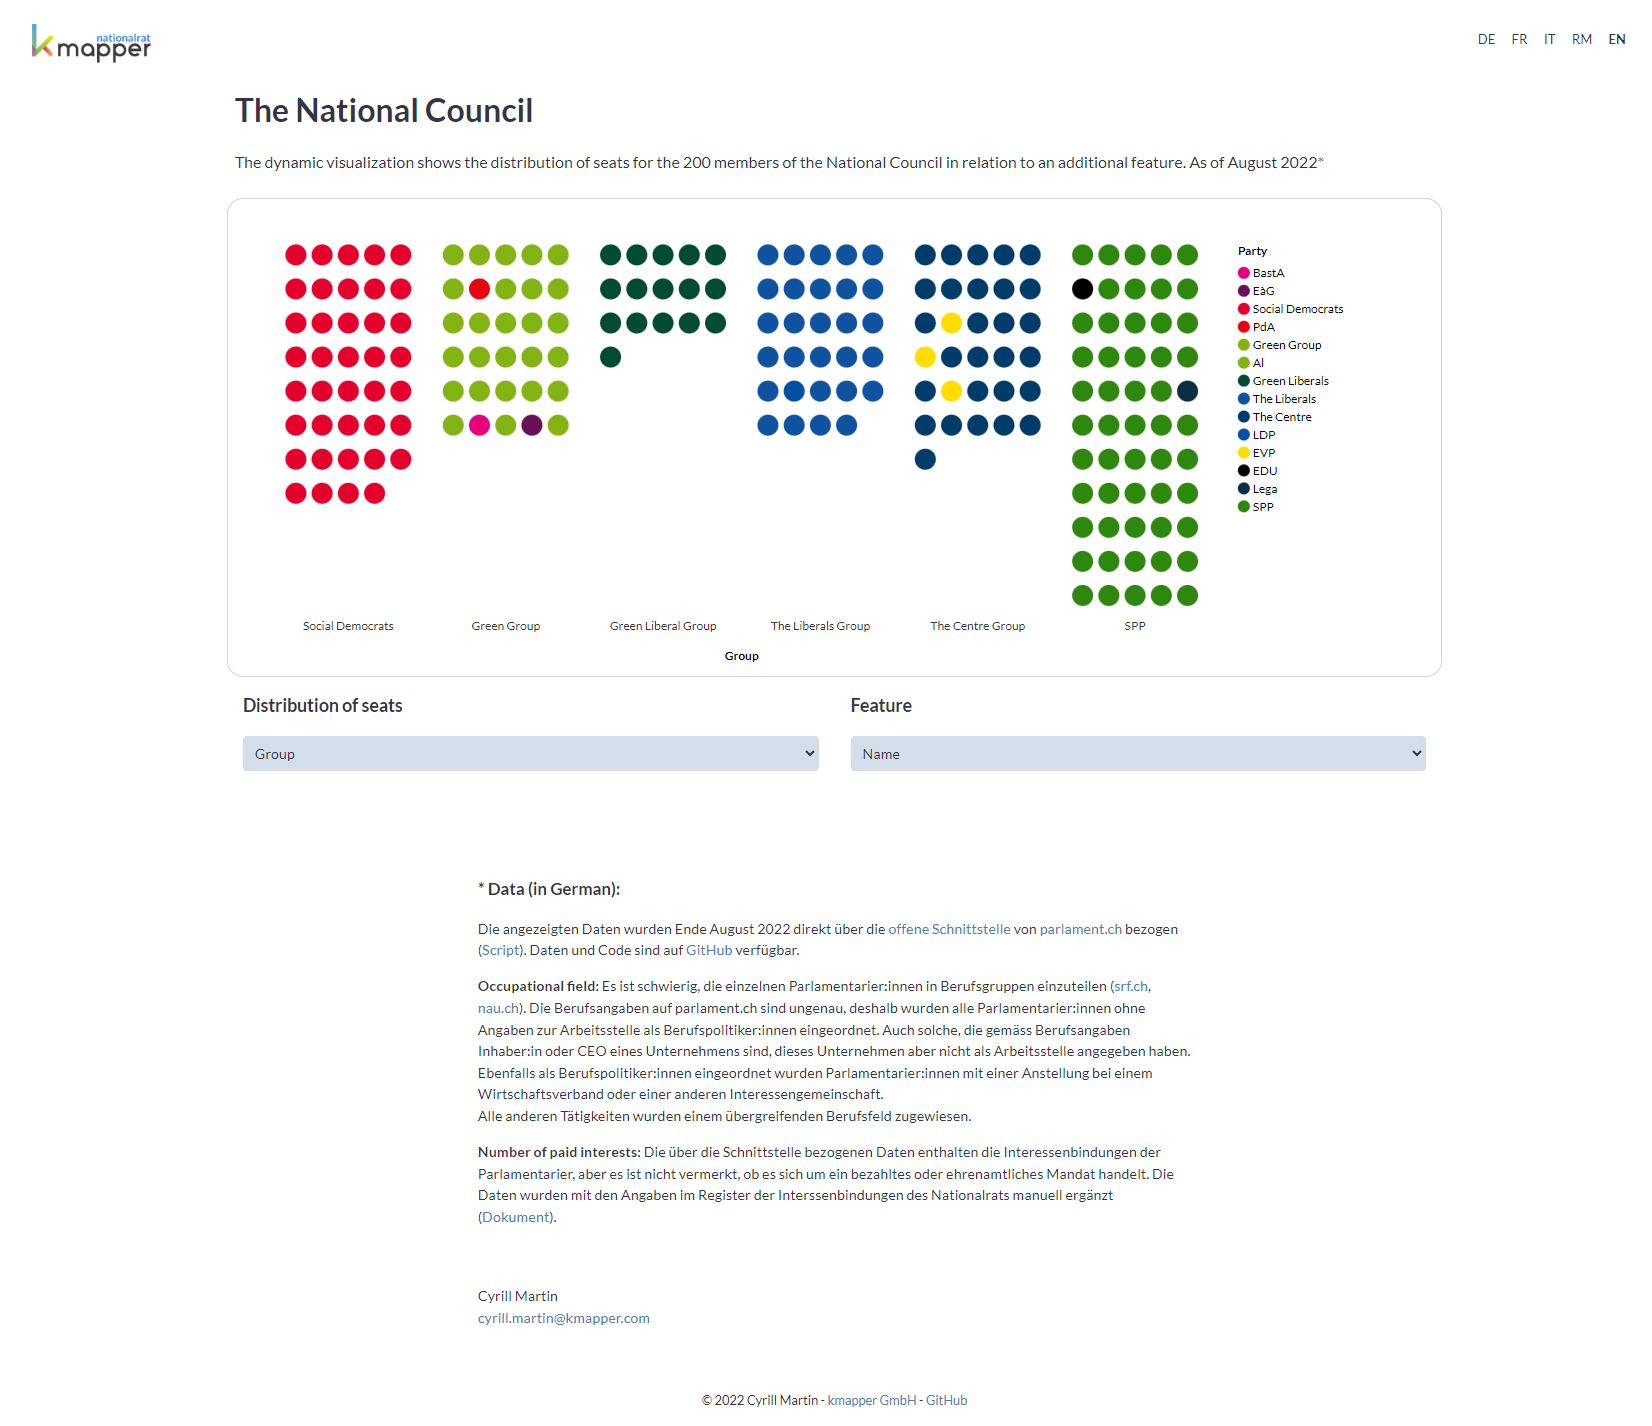 nationalrat
kmapper
DE FR IT RM EN
The National Council
The dynamic visualization shows the distribution of seats for the 200 members of the National Council in relation to an additional feature. As of August 2022*
Party
BastA
EàG
Social Democrats
PdA
Green Group
Al
Green Liberals
The Liberals
The Centre
LDP
EVP
EDU
Lega
SPP
Social Democrats Green Group Green Liberal Group The Liberals Group The Centre Group SPP
Group
Distribution of seats
Group
Feature
Name
* Data (in German):
Die angezeigten Daten wurden Ende August 2022 direkt über die offene Schnittstelle von parlament.ch bezogen
(Script). Daten und Code sind auf GitHub verfügbar.
Occupational field: Es ist schwierig, die einzelnen Parlamentarier:innen in Berufsgruppen einzuteilen (srf.ch,
nau.ch). Die Berufsangaben auf parlament.ch sind ungenau, deshalb wurden alle Parlamentarier:innen ohne
Angaben zur Arbeitsstelle als Berufspolitiker:innen eingeordnet. Auch solche, die gemäss Berufsangaben
Inhaber:in oder CEO eines Unternehmens sind, dieses Unternehmen aber nicht als Arbeitsstelle angegeben haben.
Ebenfalls als Berufspolitiker:innen eingeordnet wurden Parlamentarier:innen mit einer Anstellung bei einem
Wirtschaftsverband oder einer anderen Interessengemeinschaft.
Alle anderen Tätigkeiten wurden einem übergreifenden Berufsfeld zugewiesen.
Number of paid interests: Die über die Schnittstelle bezogenen Daten enthalten die Interessenbindungen der
Parlamentarier, aber es ist nicht vermerkt, ob es sich um ein bezahltes oder ehrenamtliches Mandat handelt. Die
Daten wurden mit den Angaben im Register der Interssenbindungen des Nationalrats manuell ergänzt
(Dokument).
Cyrill Martin
cyrill.martin@kmapper.com
© 2022 Cyrill Martin - kmapper GmbH - GitHub